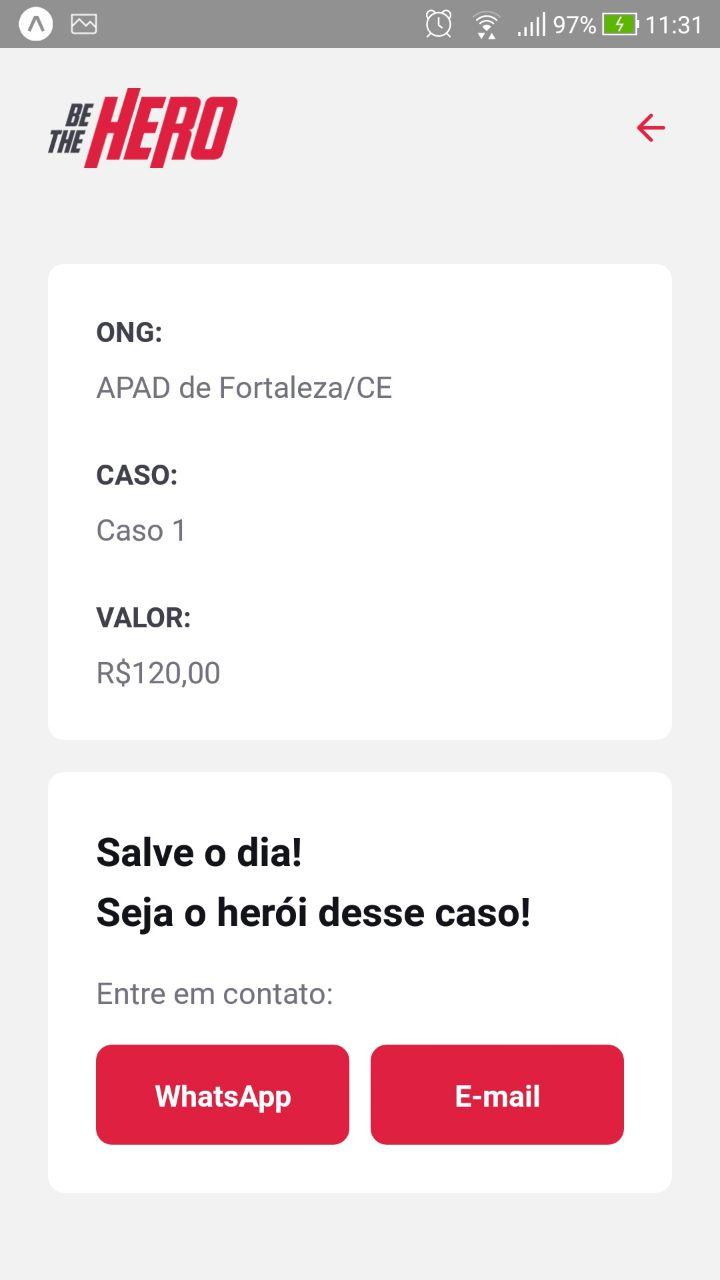 97% 11:31
BE THE HERO
ONG:
APAD de Fortaleza/CE
CASO:
Caso 1
VALOR:
R$120,00
Salve o dia!
Seja o herói desse caso!
Entre em contato:
WhatsApp E-mail